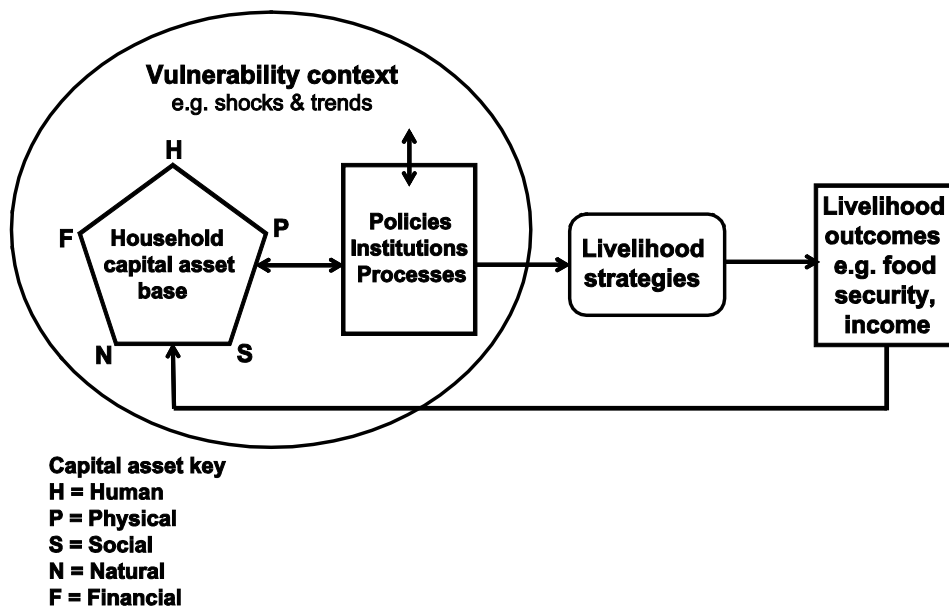 Vulnerability context
e.g. shocks & trends
H
F
P
N
S
Household
capital asset
base
Policies
Institutions
Processes
Livelihood
strategies
Livelihood
outcomes
e.g. food
security,
income
Capital asset key
H = Human
P = Physical
S = Social
N = Natural
F = Financial